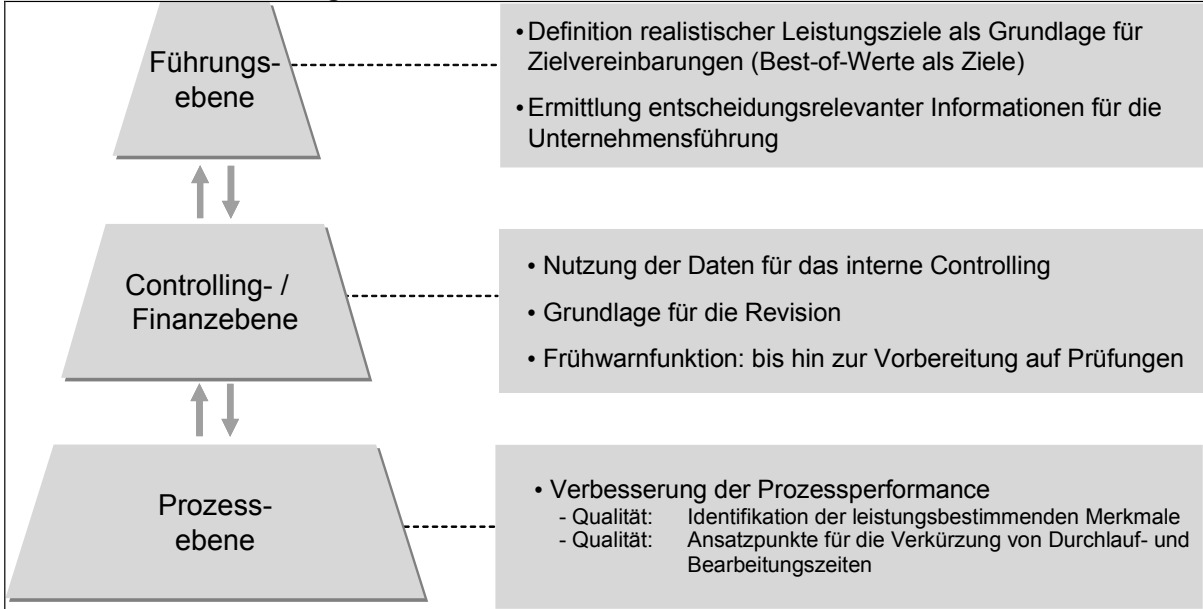 Führungs-
ebene
• Definition realistischer Leistungsziele als Grundlage für
Zielvereinbarungen (Best-of-Werte als Ziele)
• Ermittlung entscheidungsrelevanter Informationen für die
Unternehmensführung
Controlling- /
Finanzebene
• Nutzung der Daten für das interne Controlling
• Grundlage für die Revision
• Frühwarnfunktion: bis hin zur Vorbereitung auf Prüfungen
Prozess-
ebene
• Verbesserung der Prozessperformance
- Qualität: Identifikation der leistungsbestimmenden Merkmale
- Qualität: Ansatzpunkte für die Verkürzung von Durchlauf- und
Bearbeitungszeiten